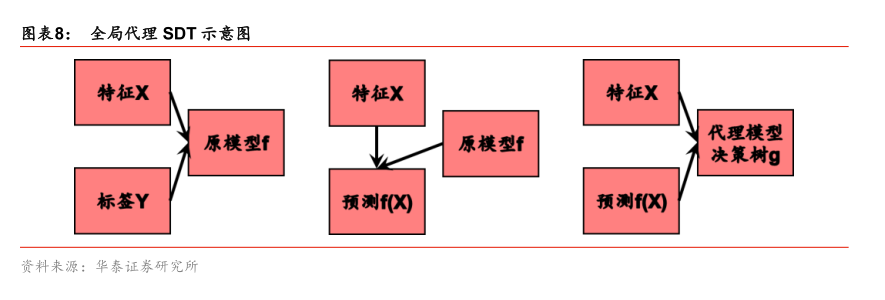 图表8： 全局代理 SDT 示意图
特征X
标签Y
原模型f
特征X
原模型f
预测f(X)
特征X
预测f(X)
代理模型
决策树g
资料来源：华泰证券研究所